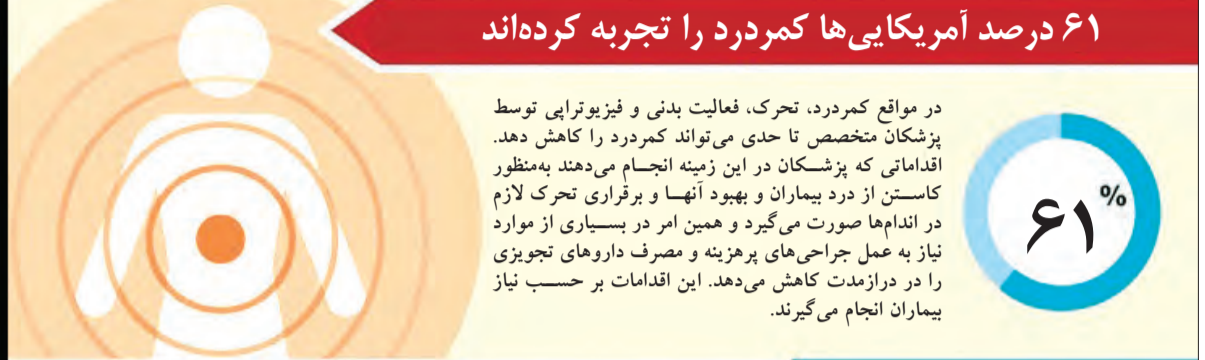 ۶۱ درصد آمریکایی‌ها کمردرد را تجربه کرده‌اند
در مواقع کمردرد، تحرک، فعالیت بدنی و فیزیوتراپی توسط
پزشکان متخصص تا حدی می‌تواند کمردرد را کاهش دهد.
اقداماتی که پزشکان در این زمینه انجام می‌دهند به‌منظور
کاستن از درد بیماران و بهبود آنها و برقراری تحرک لازم
در اندام‌ها صورت می‌گیرد و همین امر در بسیاری از موارد
نیاز به عمل جراحی‌های پرهزینه و مصرف داروهای تجویزی
را در درازمدت کاهش می‌دهد. این اقدامات بر حسب نیاز
بیماران انجام می‌گیرند.
۶۱%